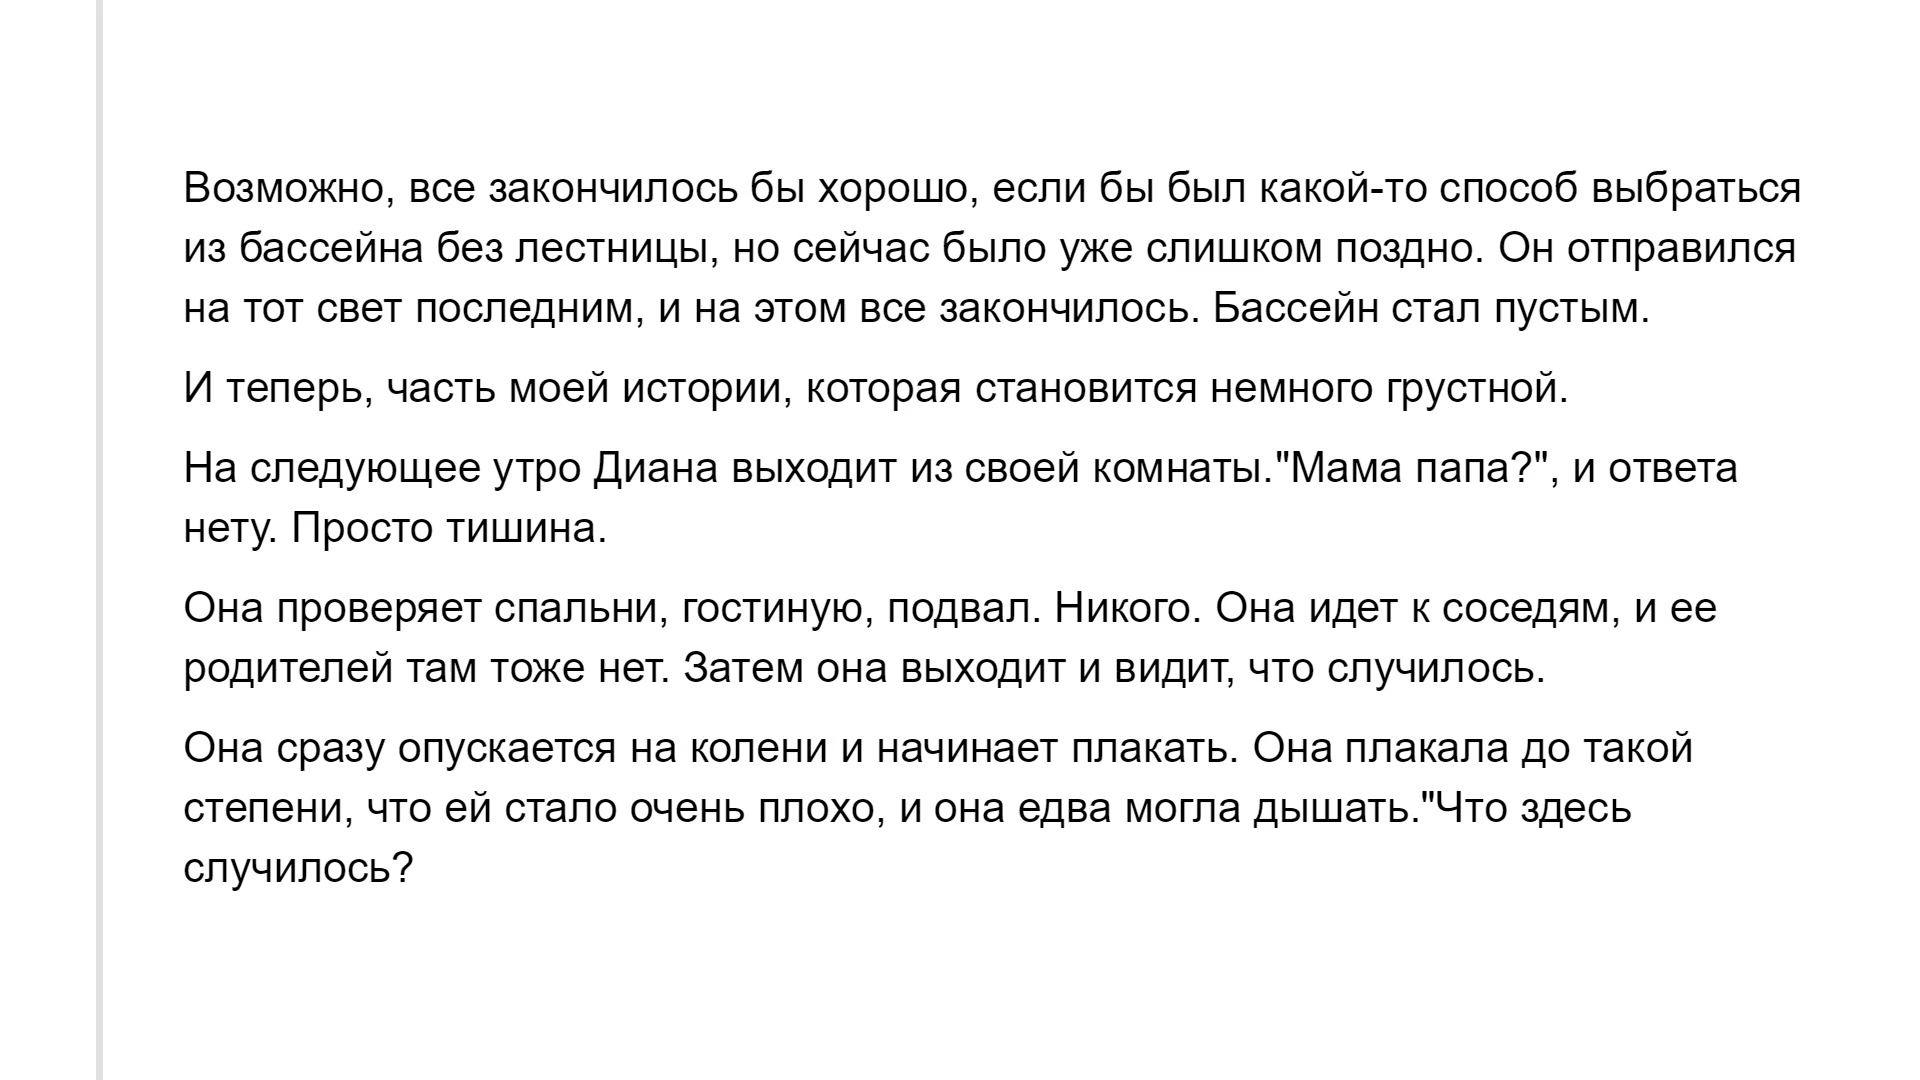 Возможно, все закончилось бы хорошо, если бы был какой-то способ выбраться
из бассейна без лестницы, но сейчас было уже слишком поздно. Он отправился
на тот свет последним, и на этом все закончилось. Бассейн стал пустым.
И теперь, часть моей истории, которая становится немного грустной.
На следующее утро Диана выходит из своей комнаты."Мама папа?", и ответа
нету. Просто тишина.
Она проверяет спальни, гостиную, подвал. Никого. Она идет к соседям, и ее
родителей там тоже нет. Затем она выходит и видит, что случилось.
Она сразу опускается на колени и начинает плакать. Она плакала до такой
степени, что ей стало очень плохо, и она едва могла дышать."Что здесь
случилось?